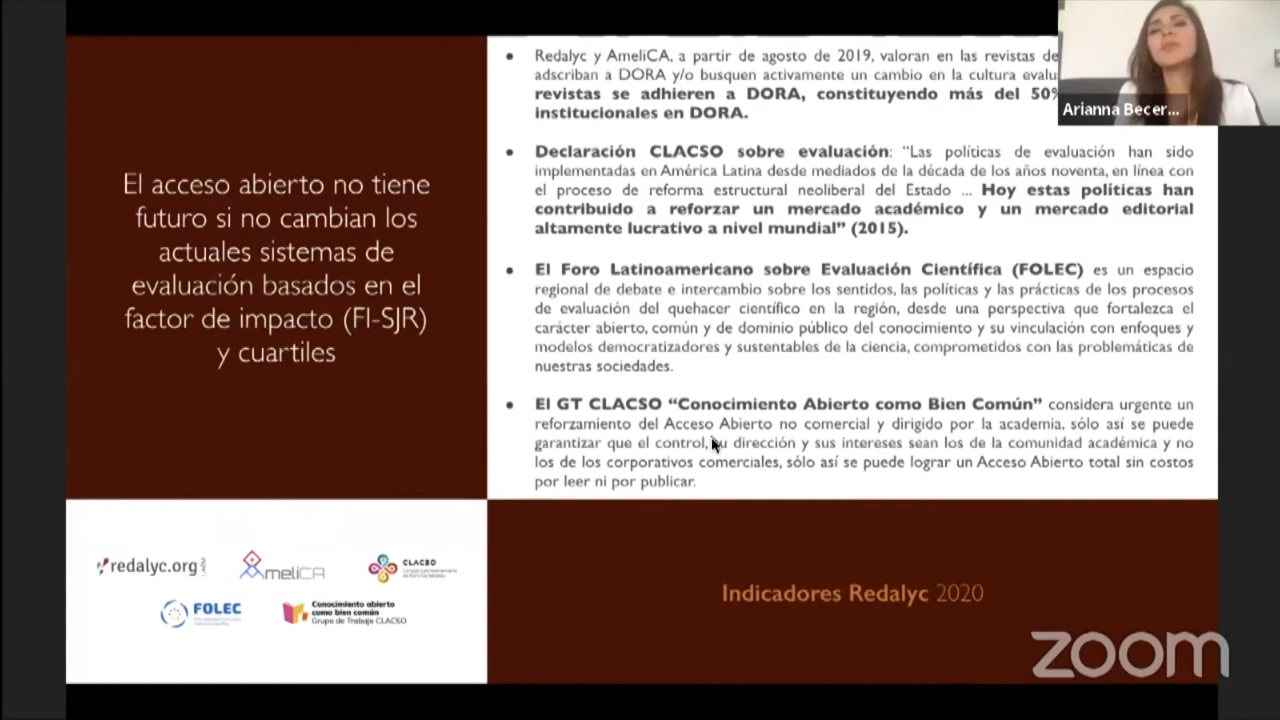 El acceso abierto no tiene
futuro si no cambian los
actuales sistemas de
evaluación basados en el
factor de impacto (FI-SJR)
y cuartiles
• Redalyc y AmeliCA, a partir de agosto de 2019, valoran en las revistas de
adscriban a DORA y/o busquen activamente un cambio en la cultura evalu
revistas se adhieren a DORA, constituyendo más del 50%
institucionales en DORA.
• Declaración CLACSO sobre evaluación: “Las políticas de evaluación han sido
implementadas en América Latina desde mediados de la década de los años noventa, en línea con
el proceso de reforma estructural neoliberal del Estado ... Hoy estas políticas han
contribuido a reforzar un mercado académico y un mercado editorial
altamente lucrativo a nivel mundial” (2015).
• El Foro Latinoamericano sobre Evaluación Científica (FOLEC) es un espacio
regional de debate e intercambio sobre los sentidos, las políticas y las prácticas de los procesos
de evaluación del quehacer científico en la región, desde una perspectiva que fortalezca el
carácter abierto, común y de dominio público del conocimiento y su vinculación con enfoques y
modelos democratizadores y sustentables de la ciencia, comprometidos con las problemáticas de
nuestras sociedades.
• El GT CLACSO “Conocimiento Abierto como Bien Común” considera urgente un
reforzamiento del Acceso Abierto no comercial y dirigido por la academia, sólo así se puede
garantizar que el control, su dirección y sus intereses sean los de la comunidad académica y no
los de los corporativos comerciales, sólo así se puede lograr un Acceso Abierto total sin costos
por leer ni por publicar.
Arianna Becer...
redalyc.org
AmeliCA
CLACSO
FOLEC
Conocimiento abierto
como bien común
Grupo de Trabajo CLACSO
Indicadores Redalyc 2020
zoom